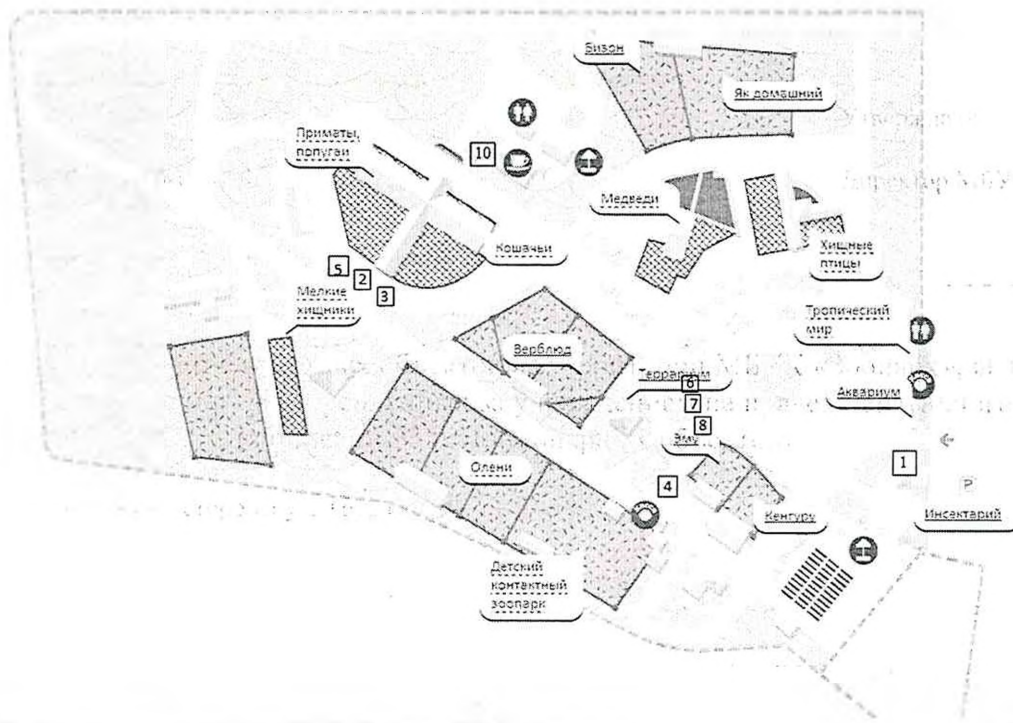 Бизон
Як домашний
Приматы,
попугаи
10
Медведи
Кошачьи
Хищные
птицы
5
2
3
Мелкие
хищники
Тропический
мир
Верблюд
Террариум
6
7
8
Аквариум
Эму
1
Олени
4
P
Кенгуру
Инсектарий
Детский
контактный
зоопарк